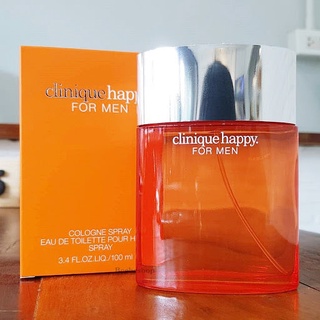 clinique happ
FOR MEN
COLOGNE SPRAY
EAU DE TOILETTE POUR H
SPRAY
3.4 FL.OZ.LIQ./100 ml
clinique happy.
FOR MEN